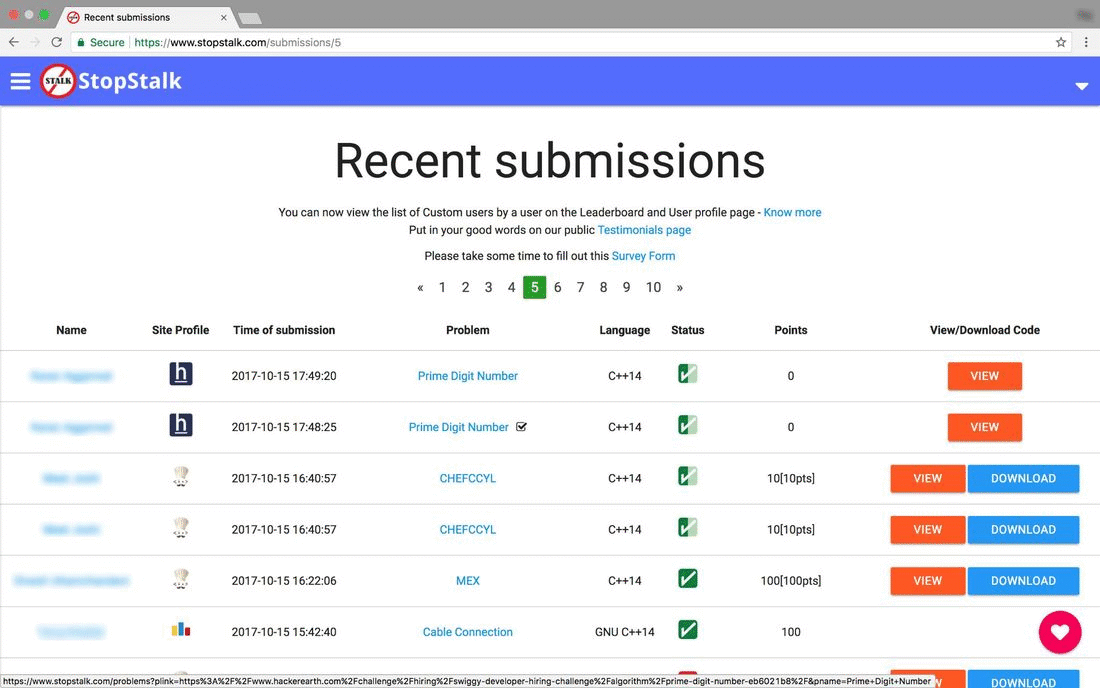 Recent submissions
Secure https://www.stopstalk.com/submissions/5
STALK StopStalk
Recent submissions
You can now view the list of Custom users by a user on the Leaderboard and User profile page - Know more
Put in your good words on our public Testimonials page
Please take some time to fill out this Survey Form
« 1 2 3 4 5 6 7 8 9 10 »
Name Site Profile Time of submission Problem Language Status Points View/Download Code
h 2017-10-15 17:49:20 Prime Digit Number C++14 0 VIEW
h 2017-10-15 17:48:25 Prime Digit Number C++14 0 VIEW
2017-10-15 16:40:57 CHEFCCYL C++14 10[10pts] VIEW DOWNLOAD
2017-10-15 16:40:57 CHEFCCYL C++14 10[10pts] VIEW DOWNLOAD
2017-10-15 16:22:06 MEX C++14 100[100pts] VIEW DOWNLOAD
2017-10-15 15:42:40 Cable Connection GNU C++14 100
VIEW DOWNLOAD
https://www.stopstalk.com/problems?plink=https%3A%2F%2Fwww.hackerearth.com%2Fchallenge%2Fhiring%2Fswiggy-developer-hiring-challenge%2Falgorithm%2Fprime-digit-number-eb6021b8%2F&pname=Prime+Digit+Number